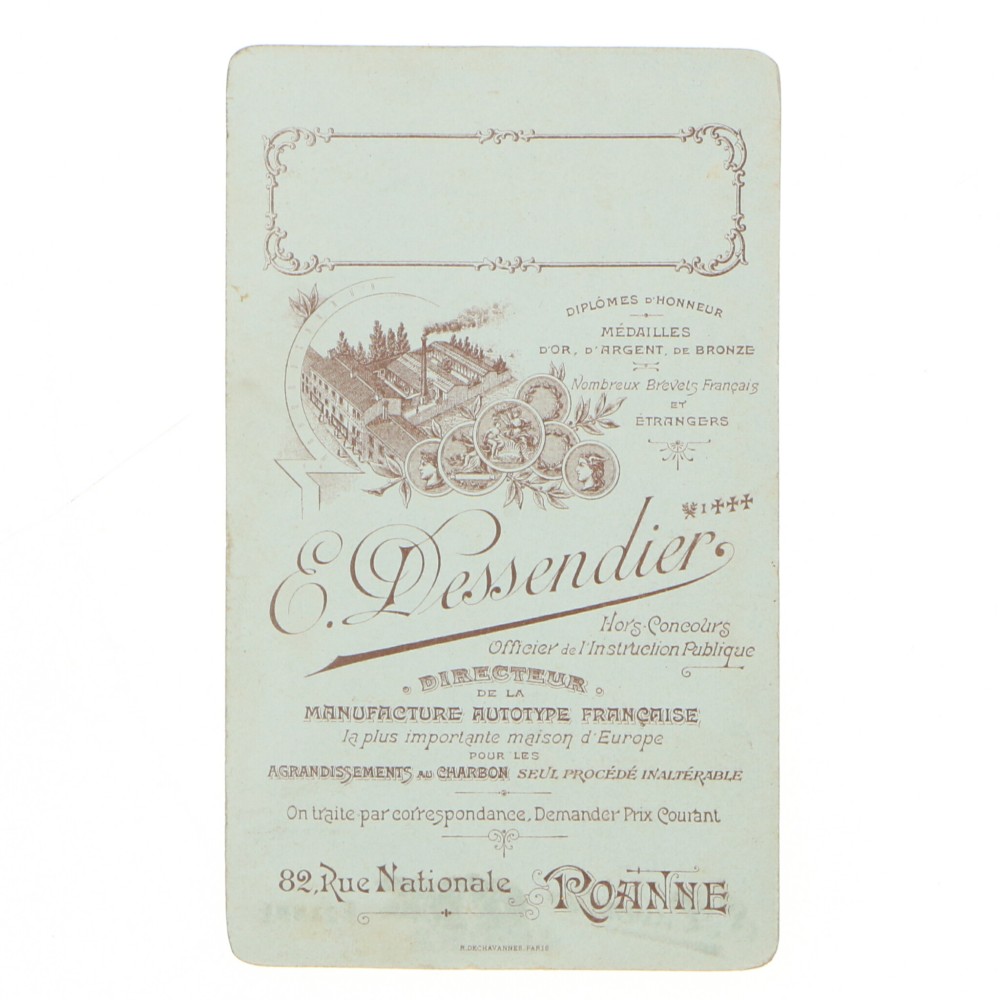 DIPLÔMES D'HONNEUR
MÉDAILLES
D'OR, D'ARGENT, DE BRONZE
Nombreux Brevets Français
ET
ÉTRANGERS
E. Dessendier
Hors-Concours
Officier de l'Instruction Publique
DIRECTEUR
DE LA
MANUFACTURE AUTOTYPE FRANÇAISE
la plus importante maison d'Europe
POUR LES
AGRANDISSEMENTS AU CHARBON SEUL PROCÉDÉ INALTÉRABLE
On traite par correspondance, Demander Prix Courant
82, Rue Nationale ROANNE
R. DECHAVANNES. PARIS